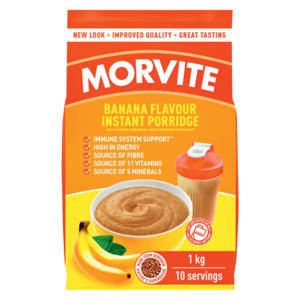 NEW LOOK • IMPROVED QUALITY • GREAT TASTING
MORVITE
BANANA FLAVOUR
INSTANT PORRIDGE
IMMUNE SYSTEM SUPPORT**
HIGH IN ENERGY
SOURCE OF FIBRE
SOURCE OF 11 VITAMINS
SOURCE OF 5 MINERALS
1 kg
10 servings